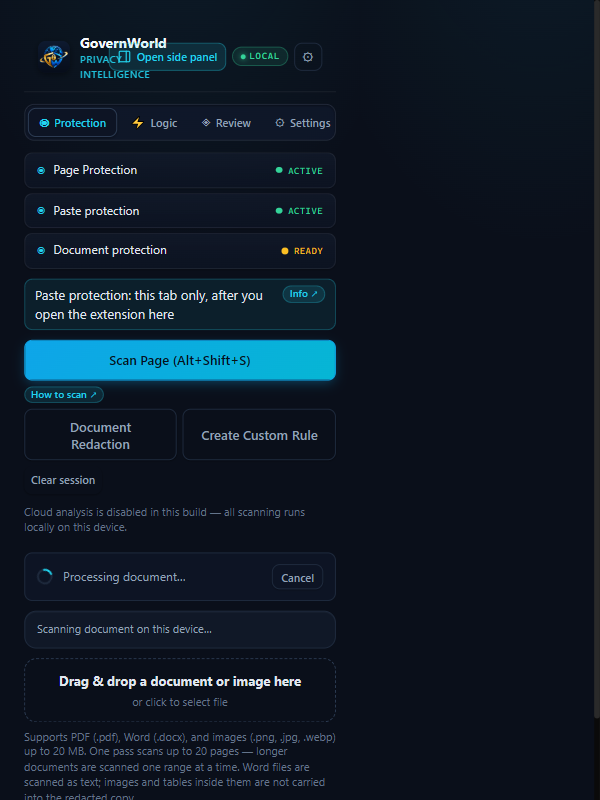 GovernWorld
PRIVACY
INTELLIGENCE
Open side panel
LOCAL
Protection
Logic
Review
Settings
Page Protection
ACTIVE
Paste protection
ACTIVE
Document protection
READY
Paste protection: this tab only, after you
open the extension here
Info ↗
Scan Page (Alt+Shift+S)
How to scan ↗
Document
Redaction
Create Custom Rule
Clear session
Cloud analysis is disabled in this build — all scanning runs
locally on this device.
Processing document...
Cancel
Scanning document on this device...
Drag & drop a document or image here
or click to select file
Supports PDF (.pdf), Word (.docx), and images (.png, .jpg, .webp)
up to 20 MB. One pass scans up to 20 pages — longer
documents are scanned one range at a time. Word files are
scanned as text; images and tables inside them are not carried
into the redacted copy.